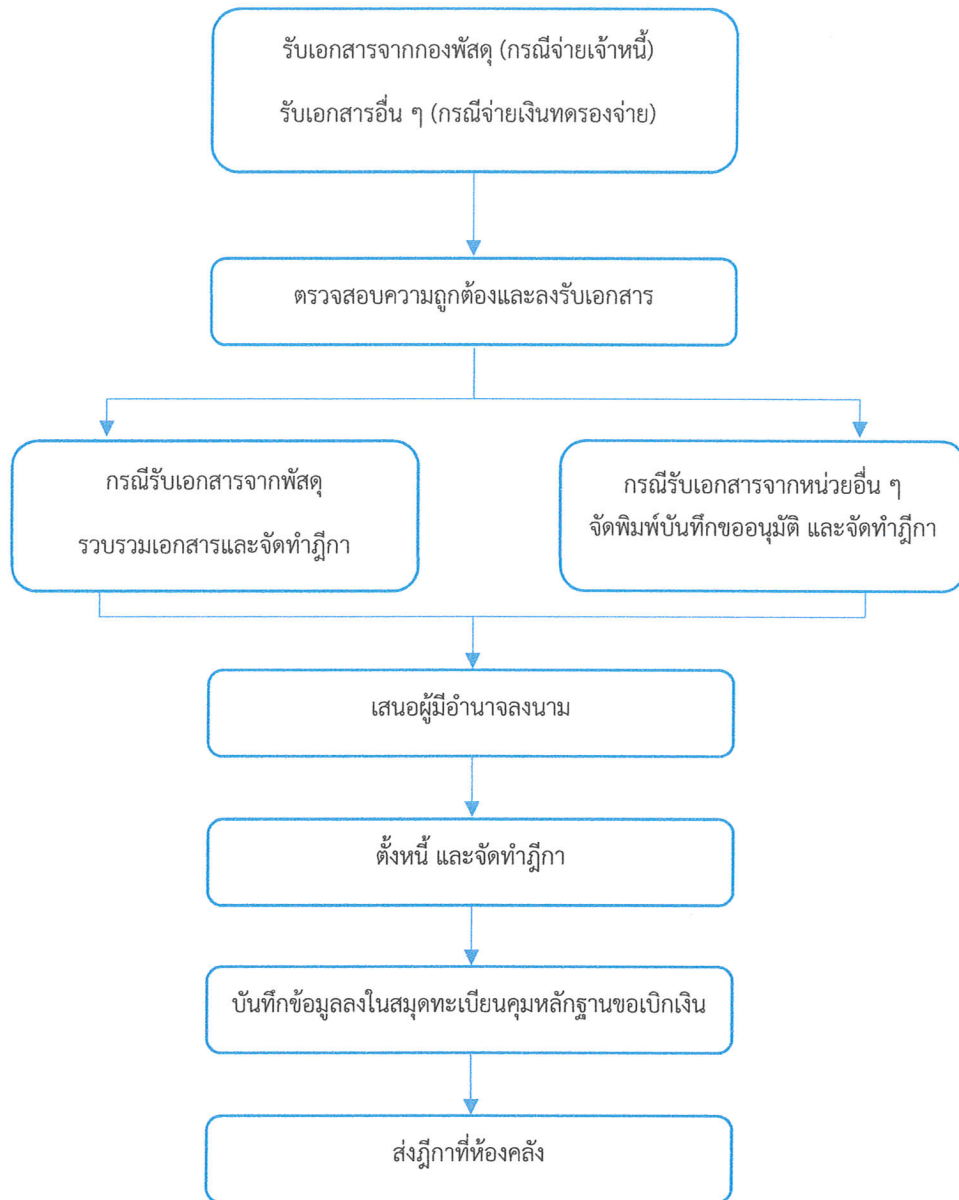 รับเอกสารจากกองพัสดุ (กรณีจ่ายเจ้าหนี้)
รับเอกสารอื่น ๆ (กรณีจ่ายเงินทดรองจ่าย)
ตรวจสอบความถูกต้องและลงรับเอกสาร
กรณีรับเอกสารจากพัสดุ
รวบรวมเอกสารและจัดทำฎีกา
กรณีรับเอกสารจากหน่วยอื่น ๆ
จัดพิมพ์บันทึกขออนุมัติ และจัดทำฎีกา
เสนอผู้มีอำนาจลงนาม
ตั้งหนี้ และจัดทำฎีกา
บันทึกข้อมูลลงในสมุดทะเบียนคุมหลักฐานขอเบิกเงิน
ส่งฎีกาที่ห้องคลัง